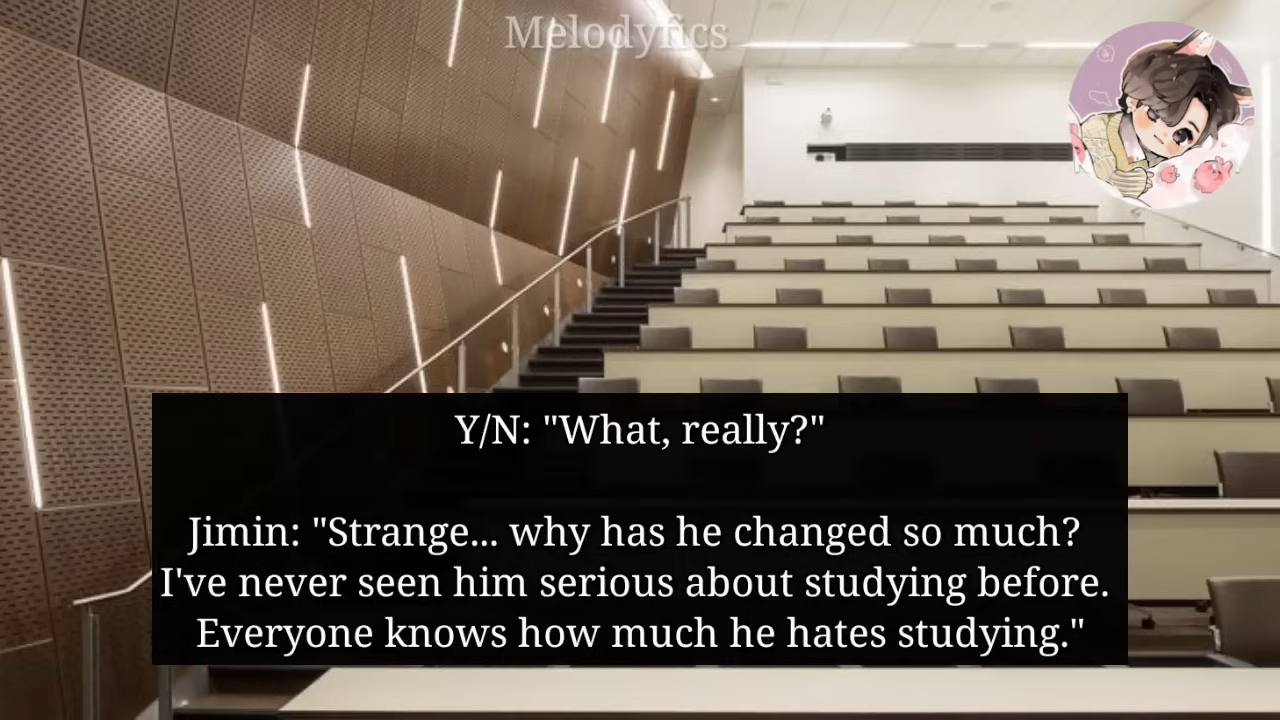 Melodyfics
Y/N: "What, really?"
Jimin: "Strange... why has he changed so much?
I've never seen him serious about studying before.
Everyone knows how much he hates studying."